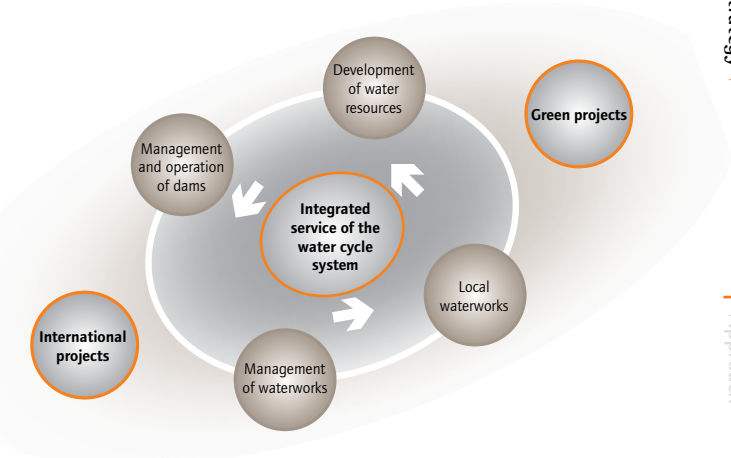 Development
of water
resources
Green projects
Management
and operation
of dams
Integrated
service of the
water cycle
system
Local
waterworks
International
projects
Management
of waterworks